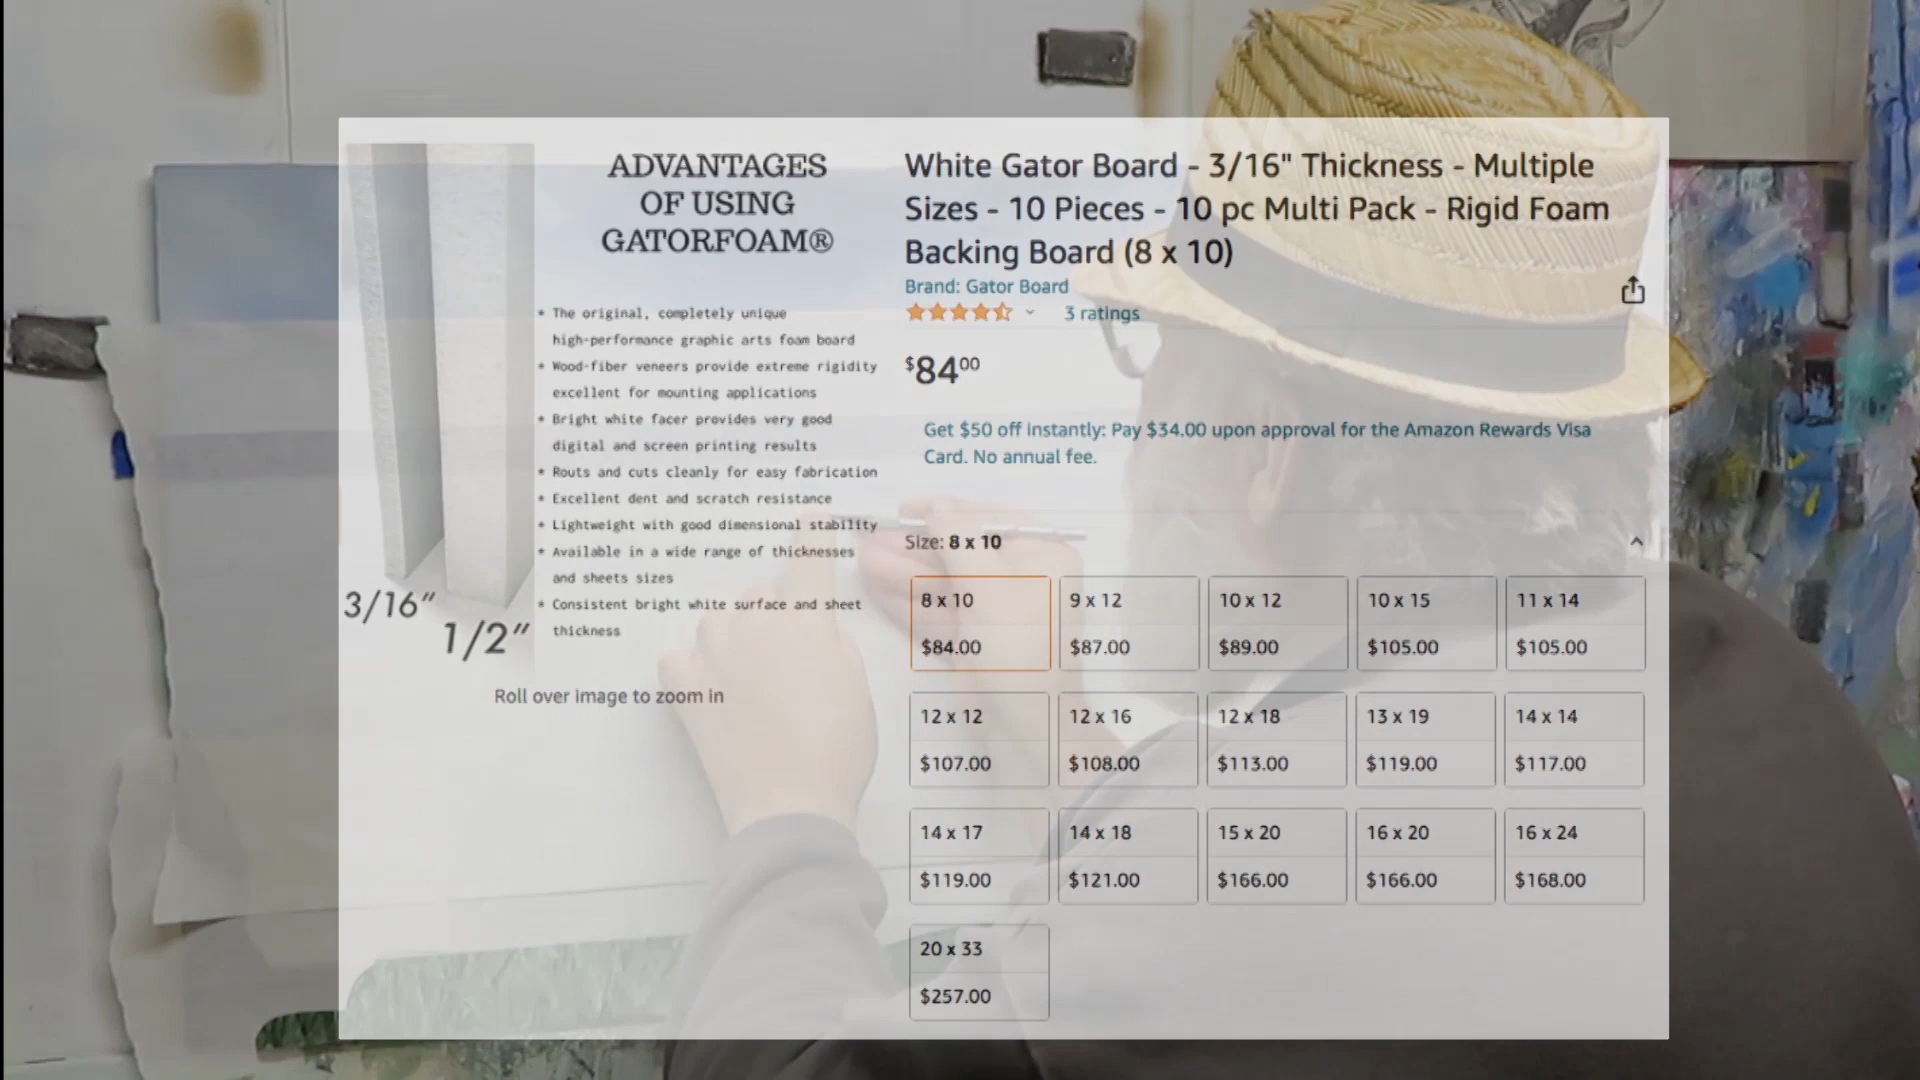 ADVANTAGES
OF USING
GATORFOAM®
* The original, completely unique
high-performance graphic arts foam board
* Wood-fiber veneers provide extreme rigidity
excellent for mounting applications
* Bright white facer provides very good
digital and screen printing results
* Routs and cuts cleanly for easy fabrication
* Excellent dent and scratch resistance
* Lightweight with good dimensional stability
* Available in a wide range of thicknesses
and sheets sizes
* Consistent bright white surface and sheet
thickness
3/16"
1/2"
Roll over image to zoom in
White Gator Board - 3/16" Thickness - Multiple
Sizes - 10 Pieces - 10 pc Multi Pack - Rigid Foam
Backing Board (8 x 10)
Brand: Gator Board
3 ratings
$8400
Get $50 off instantly: Pay $34.00 upon approval for the Amazon Rewards Visa
Card. No annual fee.
Size: 8 x 10
8 x 10
$84.00
9 x 12
$87.00
10 x 12
$89.00
10 x 15
$105.00
11 x 14
$105.00
12 x 12
$107.00
12 x 16
$108.00
12 x 18
$113.00
13 x 19
$119.00
14 x 14
$117.00
14 x 17
$119.00
14 x 18
$121.00
15 x 20
$166.00
16 x 20
$166.00
16 x 24
$168.00
20 x 33
$257.00